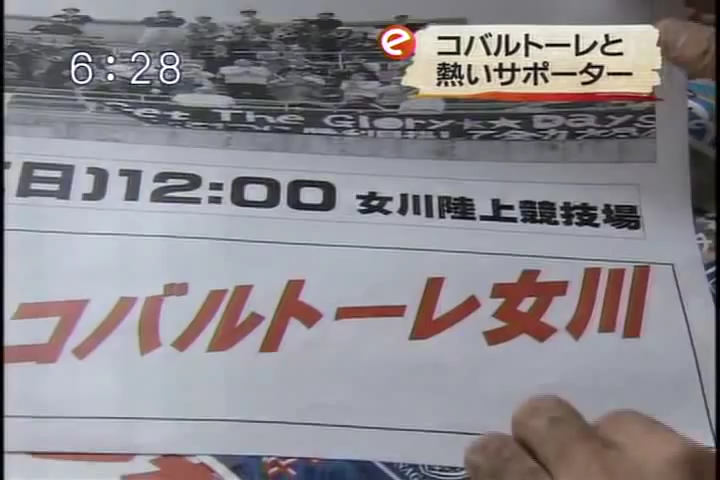 6:28
e コバルトーレと
熱いサポーター
Get The Glory★Days
日)12:00 女川陸上競技場
コバルトーレ女川